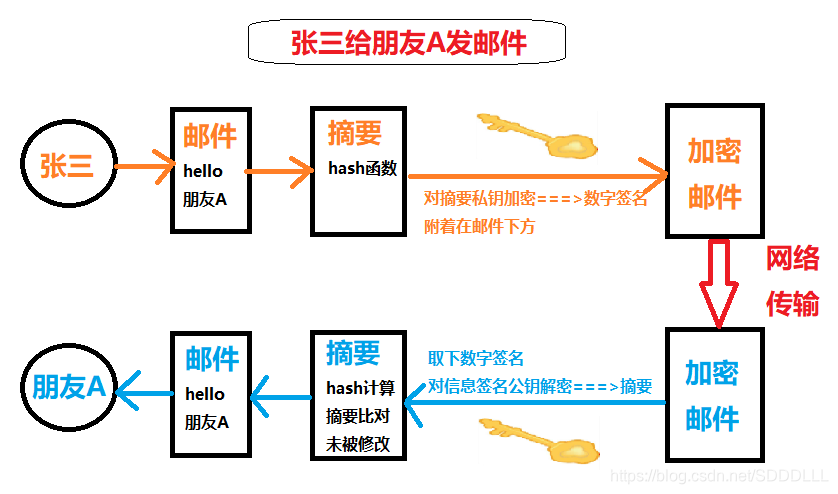 张三给朋友A发邮件
张三
邮件
hello
朋友A
摘要
hash函数
对摘要私钥加密===>数字签名
附着在邮件下方
加密
邮件
网络
传输
朋友A
邮件
hello
朋友A
摘要
hash计算
摘要比对
未被修改
取下数字签名
对信息签名公钥解密===>摘要
加密
邮件
https://blog.csdn.net/SDDDLLL